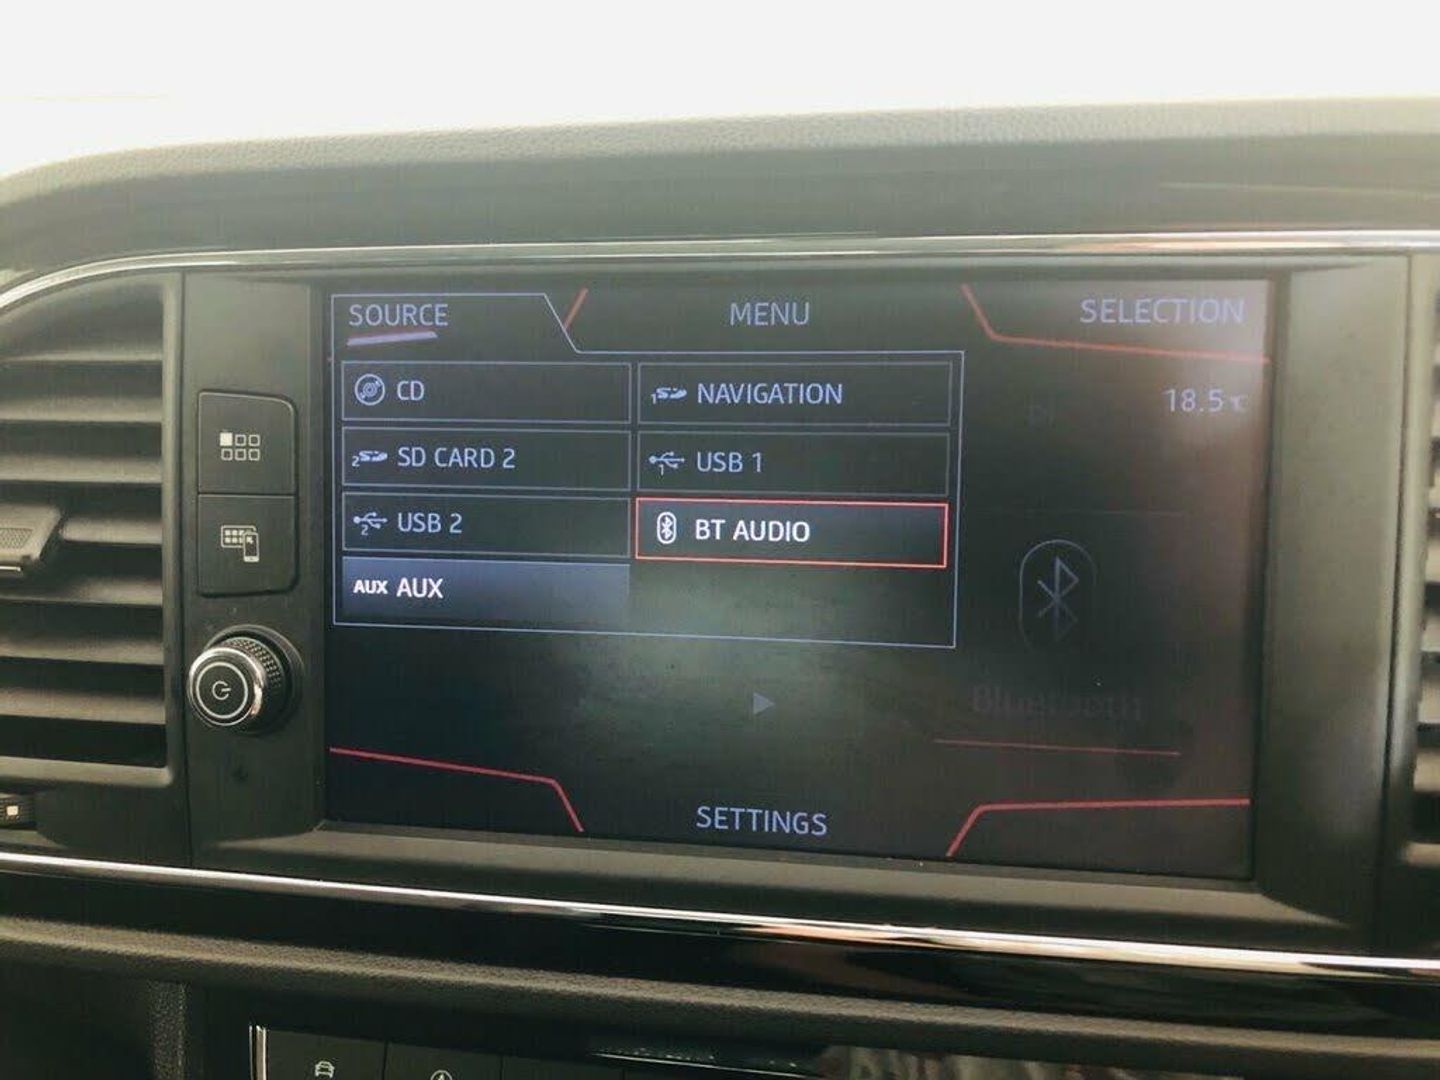 SOURCE
MENU
SELECTION
CD
NAVIGATION
18.5°C
SD CARD 2
USB 1
USB 2
BT AUDIO
AUX AUX
Bluetooth
SETTINGS